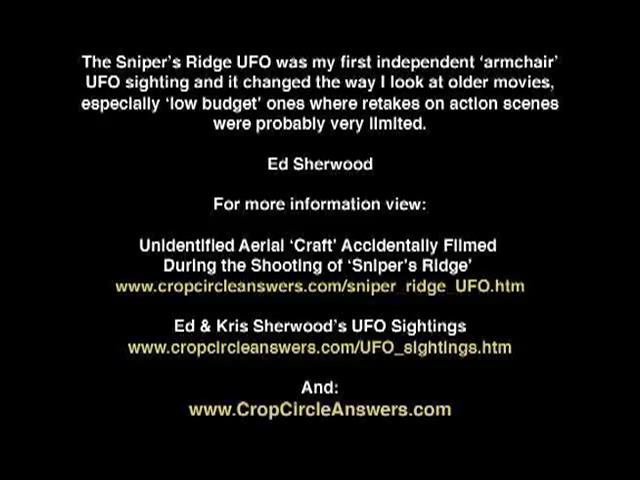 The Sniper's Ridge UFO was my first independent 'armchair'
UFO sighting and it changed the way I look at older movies,
especially 'low budget' ones where retakes on action scenes
were probably very limited.
Ed Sherwood
For more information view:
Unidentified Aerial 'Craft' Accidentally Filmed
During the Shooting of 'Sniper's Ridge'
www.cropcircleanswers.com/sniper_ridge_UFO.htm
Ed & Kris Sherwood's UFO Sightings
www.cropcircleanswers.com/UFO_sightings.htm
And:
www.CropCircleAnswers.com